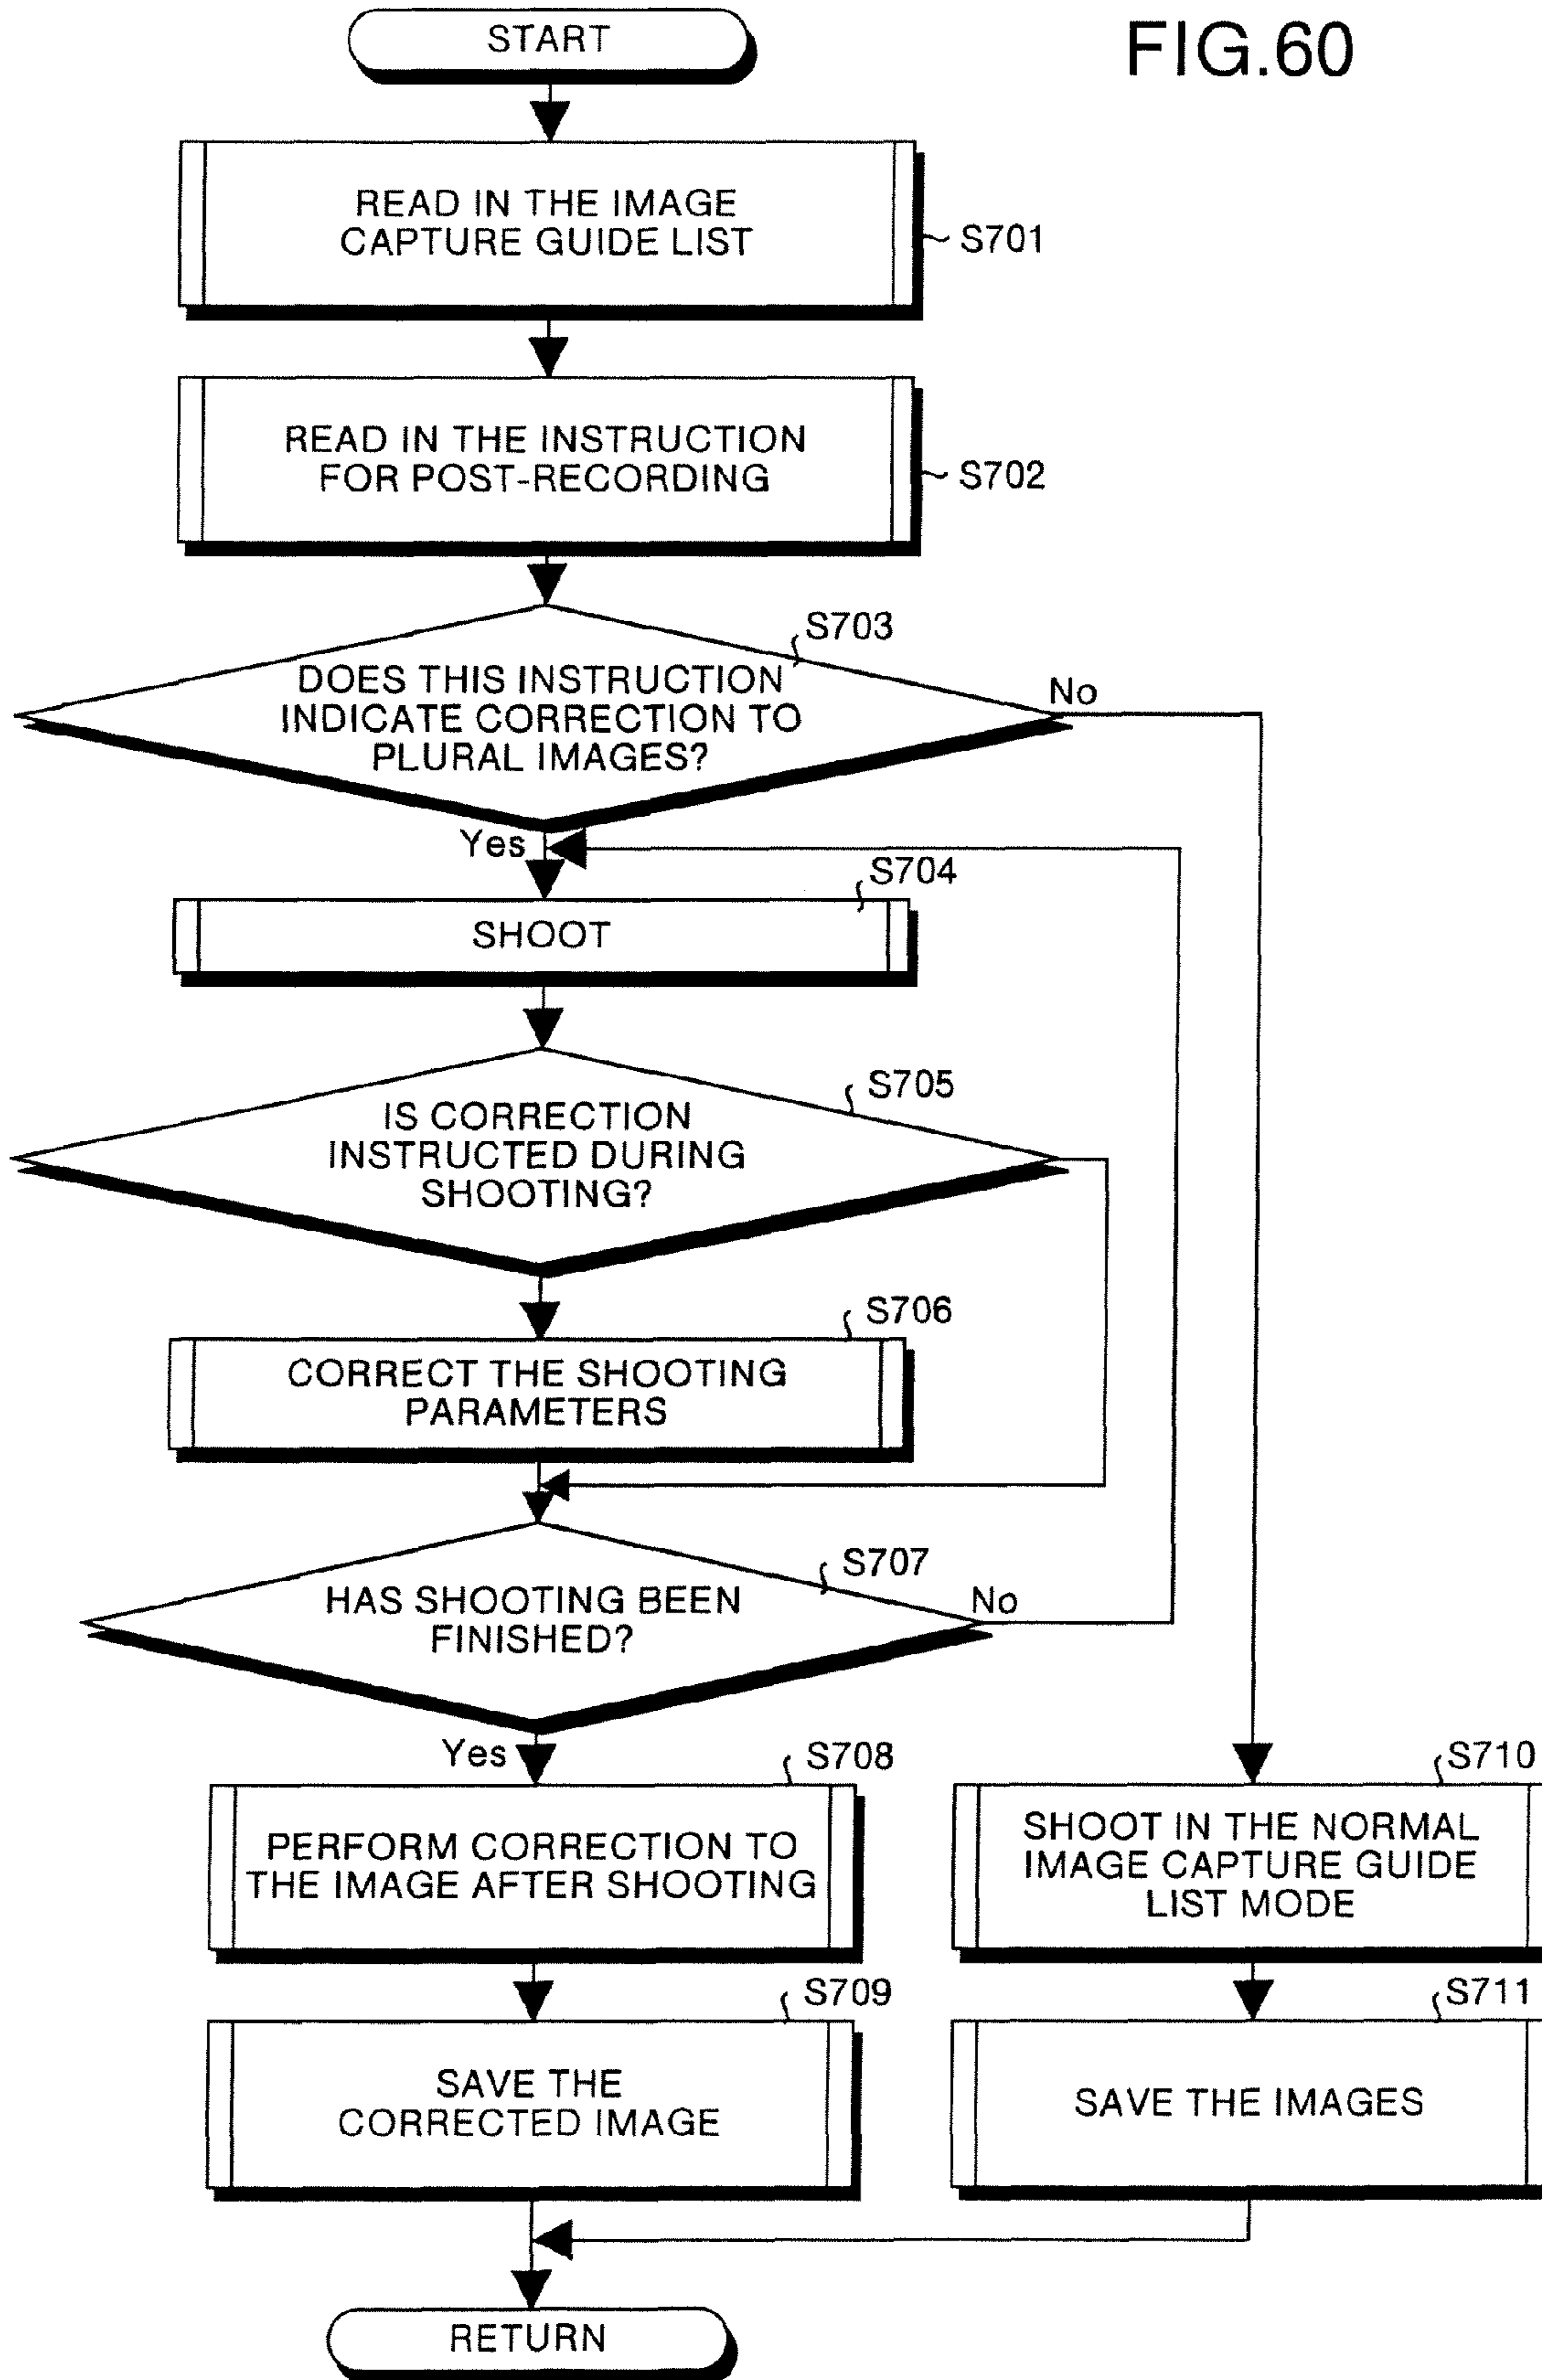 FIG.60
START
READ IN THE IMAGE
CAPTURE GUIDE LIST
S701
READ IN THE INSTRUCTION
FOR POST-RECORDING
S702
S703
DOES THIS INSTRUCTION
INDICATE CORRECTION TO
PLURAL IMAGES?
No
Yes
S704
SHOOT
S705
IS CORRECTION
INSTRUCTED DURING
SHOOTING?
S706
CORRECT THE SHOOTING
PARAMETERS
S707
HAS SHOOTING BEEN
FINISHED?
No
Yes
S708
PERFORM CORRECTION TO
THE IMAGE AFTER SHOOTING
S710
SHOOT IN THE NORMAL
IMAGE CAPTURE GUIDE
LIST MODE
S709
SAVE THE
CORRECTED IMAGE
S711
SAVE THE IMAGES
RETURN